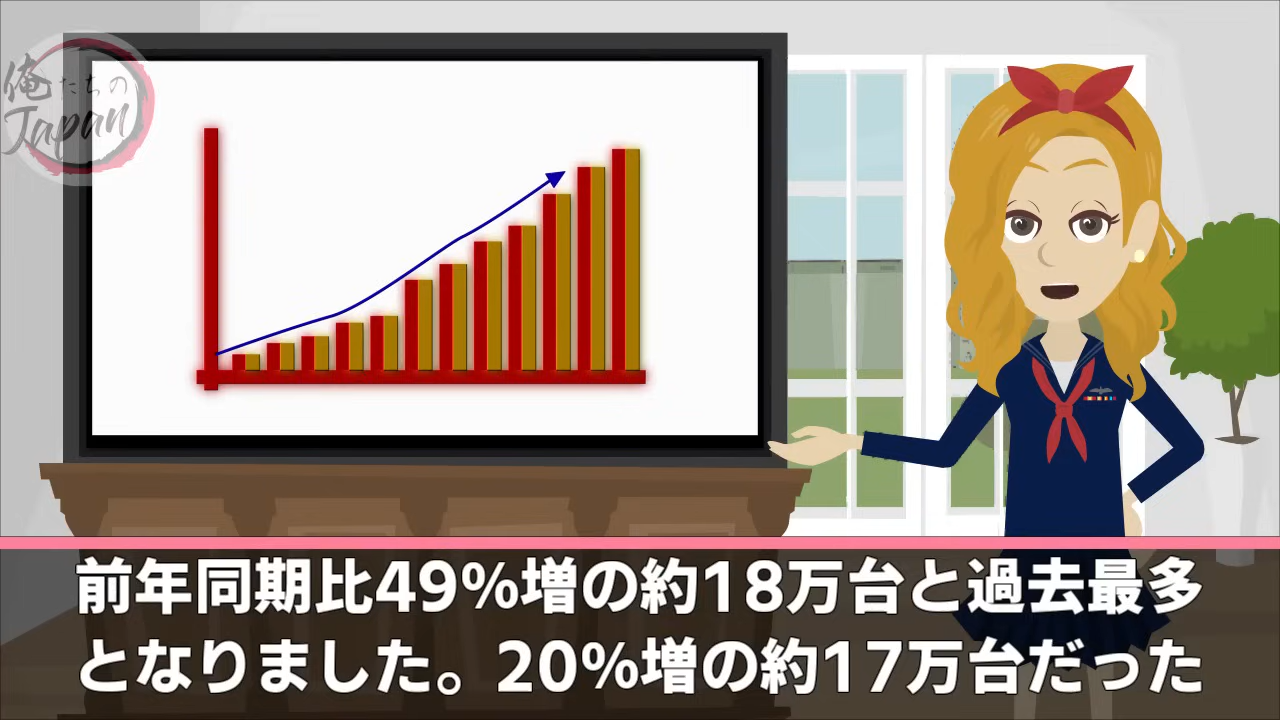 俺たちの
Japan
前年同期比49%増の約18万台と過去最多
となりました。20%増の約17万台だった